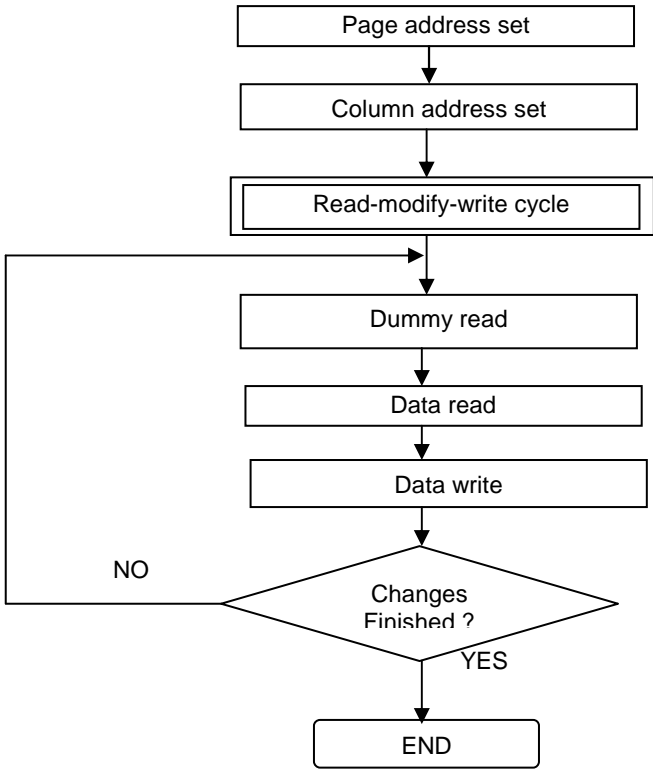 Page address set
Column address set
Read-modify-write cycle
Dummy read
Data read
Data write
NO
Changes
Finished ?
YES
END